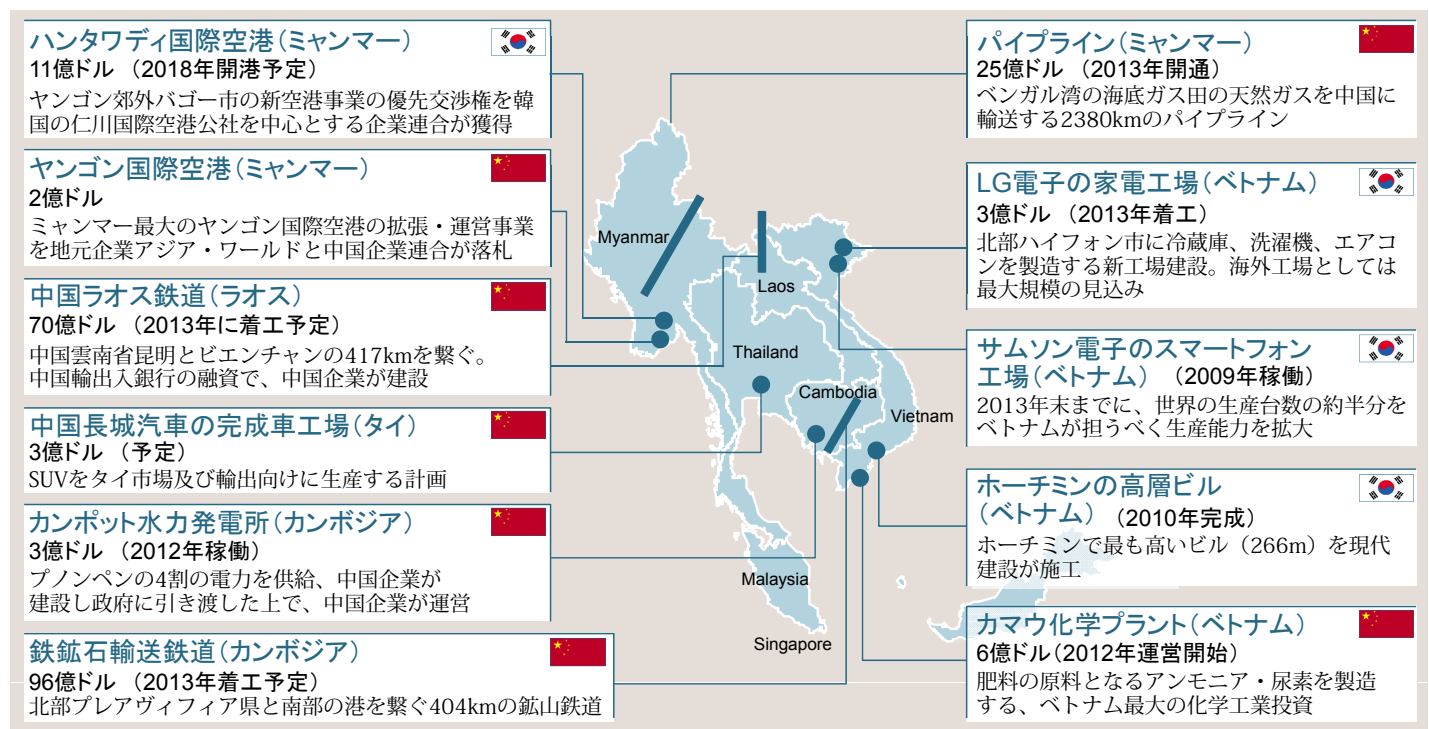 ハンタワディ国際空港(ミャンマー)
11億ドル (2018年開港予定)
ヤンゴン郊外バゴー市の新空港事業の優先交渉権を韓
国の仁川国際空港公社を中心とする企業連合が獲得
ヤンゴン国際空港(ミャンマー)
2億ドル
ミャンマー最大のヤンゴン国際空港の拡張・運営事業
を地元企業アジア・ワールドと中国企業連合が落札
中国ラオス鉄道(ラオス)
70億ドル (2013年に着工予定)
中国雲南省昆明とビエンチャンの417kmを繋ぐ。
中国輸出入銀行の融資で、中国企業が建設
中国長城汽車の完成車工場(タイ)
3億ドル (予定)
SUVをタイ市場及び輸出向けに生産する計画
カンポット水力発電所(カンボジア)
3億ドル (2012年稼働)
プノンペンの4割の電力を供給、中国企業が
建設し政府に引き渡した上で、中国企業が運営
鉄鉱石輸送鉄道(カンボジア)
96億ドル (2013年着工予定)
北部プレアヴィフィア県と南部の港を繋ぐ404kmの鉱山鉄道
Myanmar
Laos
Thailand
Cambodia
Vietnam
Malaysia
Singapore
パイプライン(ミャンマー)
25億ドル (2013年開通)
ベンガル湾の海底ガス田の天然ガスを中国に
輸送する2380kmのパイプライン
LG電子の家電工場(ベトナム)
3億ドル (2013年着工)
北部ハイフォン市に冷蔵庫、洗濯機、エアコ
ンを製造する新工場建設。海外工場としては
最大規模の見込み
サムソン電子のスマートフォン
工場(ベトナム) (2009年稼働)
2013年末までに、世界の生産台数の約半分を
ベトナムが担うべく生産能力を拡大
ホーチミンの高層ビル
(ベトナム) (2010年完成)
ホーチミンで最も高いビル(266m)を現代
建設が施工
カマウ化学プラント(ベトナム)
6億ドル(2012年運営開始)
肥料の原料となるアンモニア・尿素を製造
する、ベトナム最大の化学工業投資